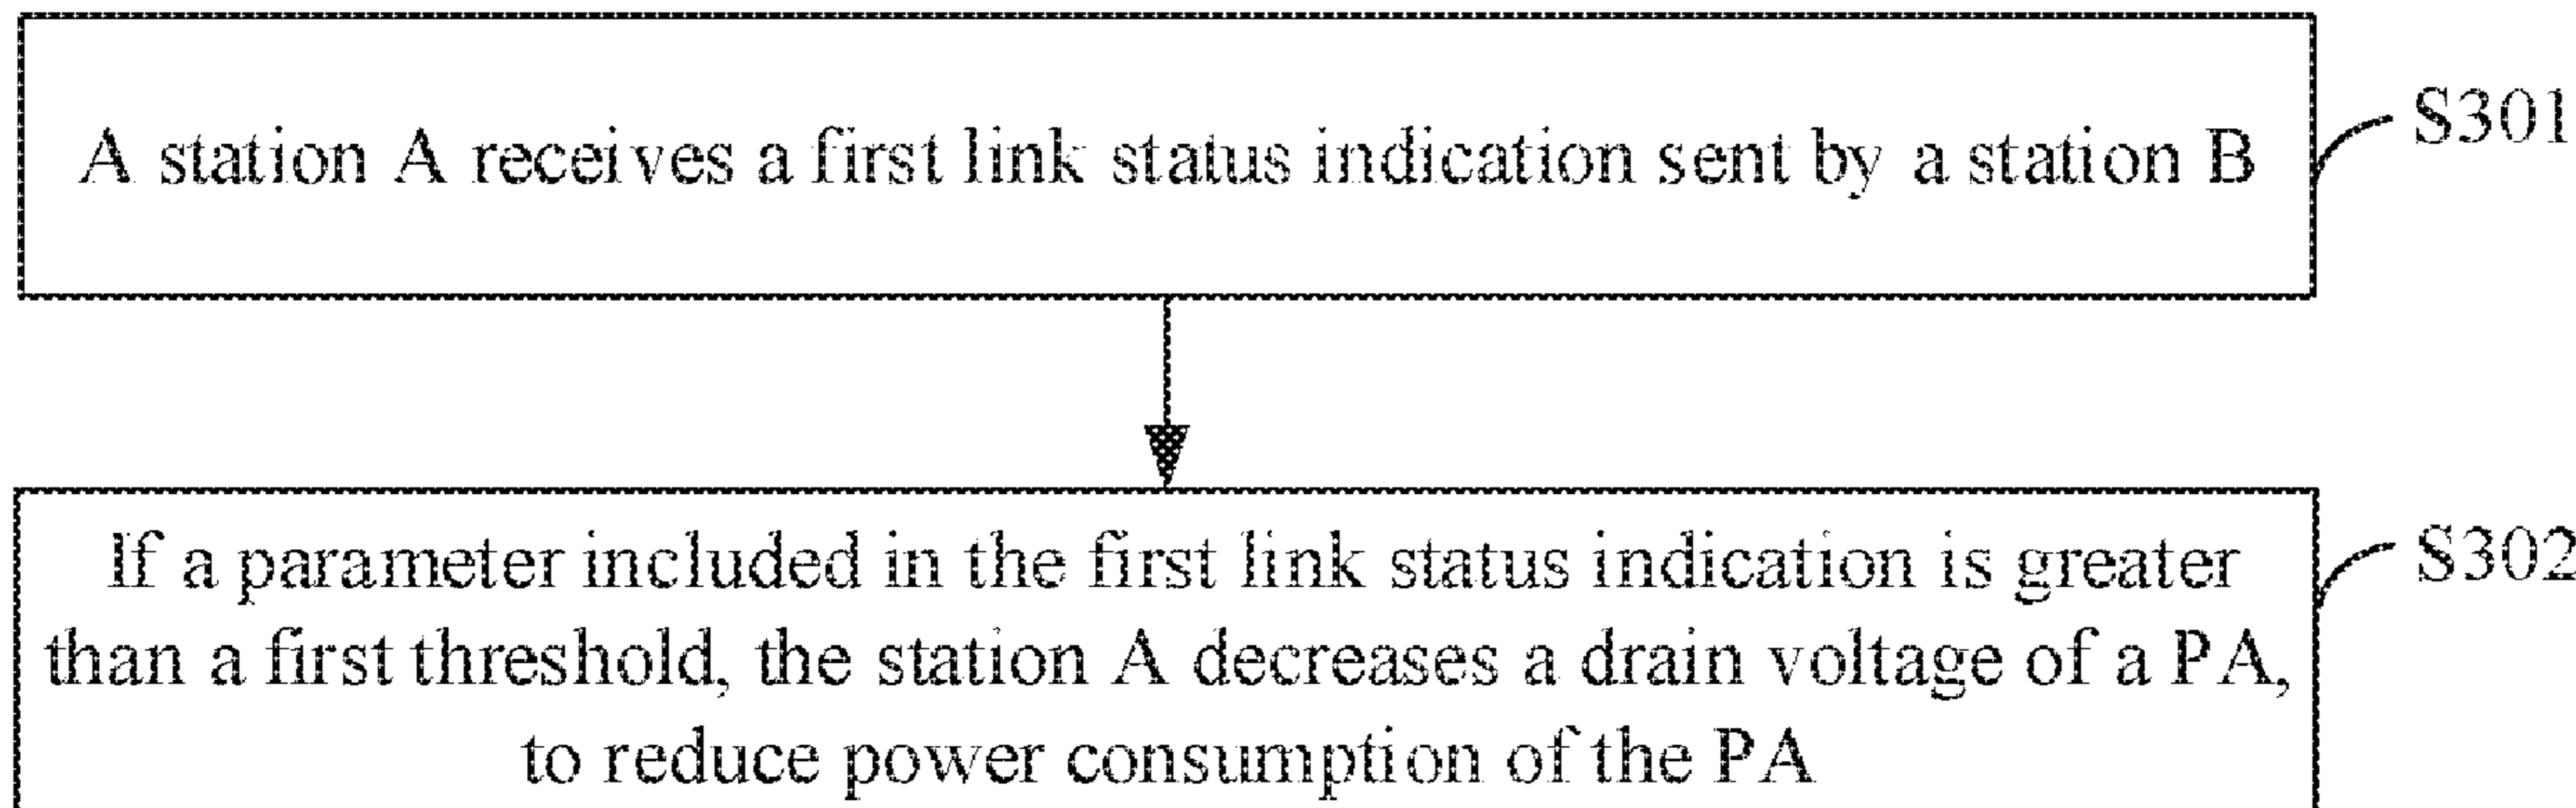 A station A receives a first link status indication sent by a station B
S301
If a parameter included in the first link status indication is greater
than a first threshold, the station A decreases a drain voltage of a PA,
to reduce power consumption of the PA
S302